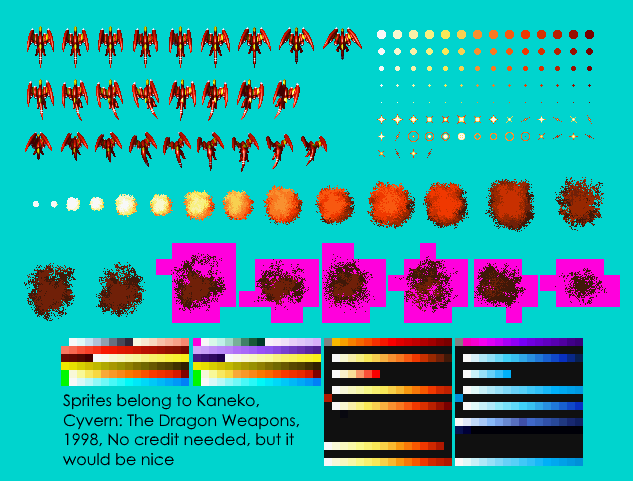 Sprites belong to Kaneko,
Cyvern: The Dragon Weapons,
1998, No credit needed, but it
would be nice